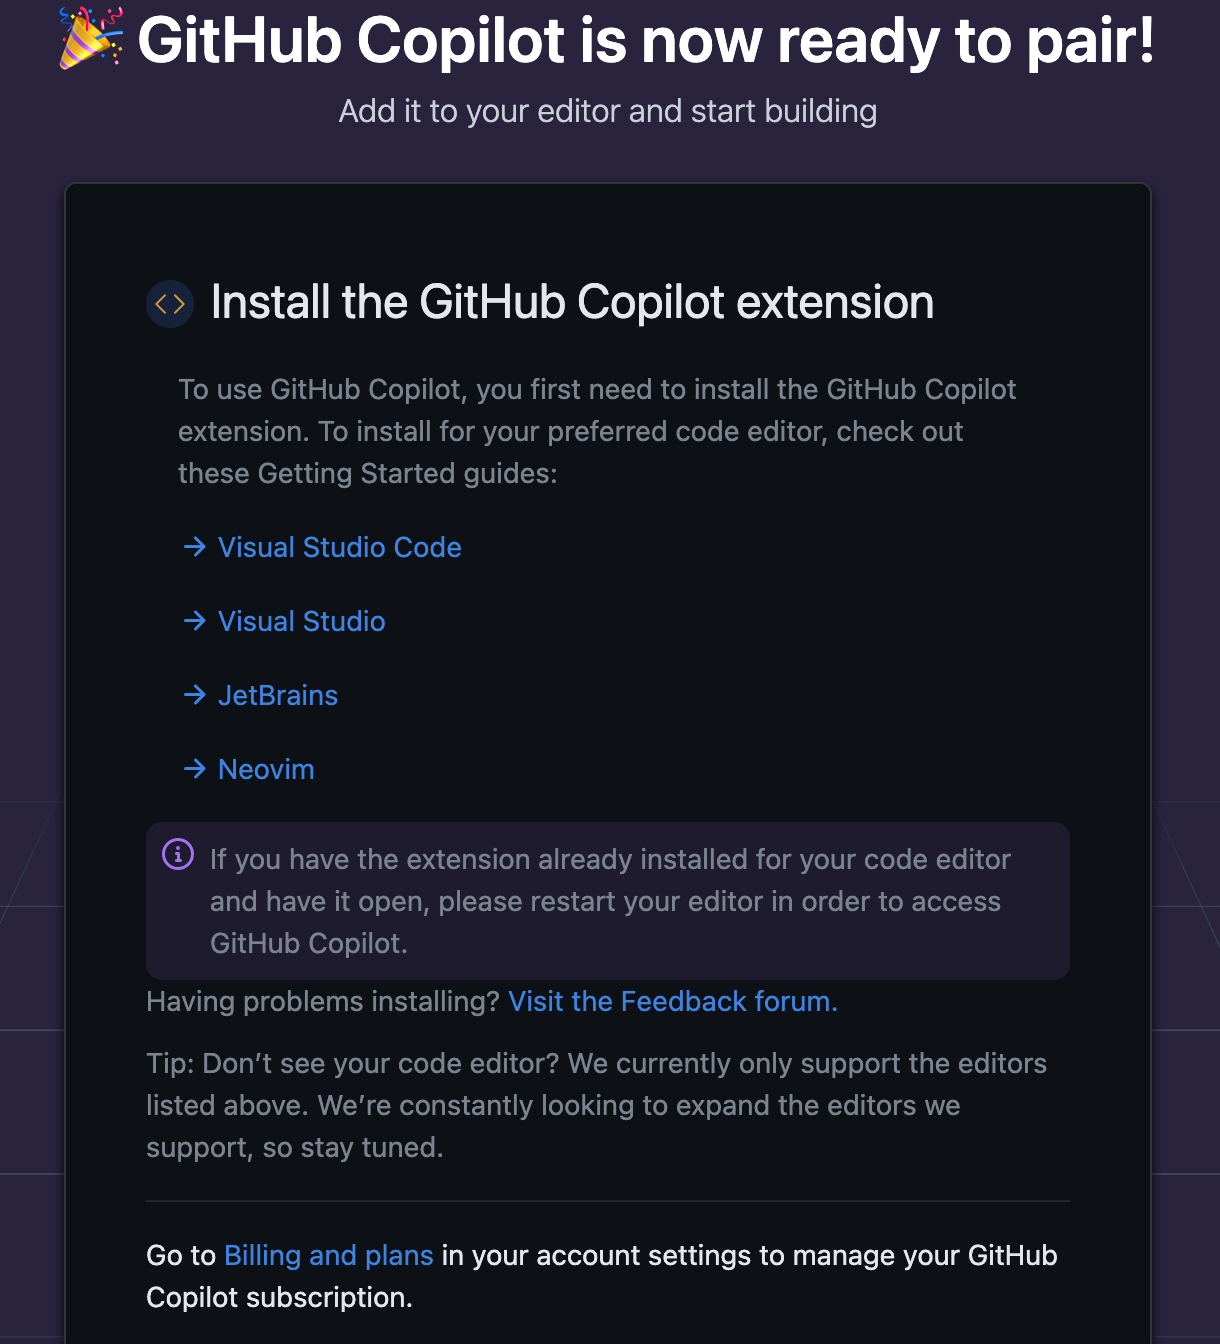 🎉 GitHub Copilot is now ready to pair!
Add it to your editor and start building
Install the GitHub Copilot extension
To use GitHub Copilot, you first need to install the GitHub Copilot
extension. To install for your preferred code editor, check out
these Getting Started guides:
→ Visual Studio Code
→ Visual Studio
→ JetBrains
→ Neovim
If you have the extension already installed for your code editor
and have it open, please restart your editor in order to access
GitHub Copilot.
Having problems installing? Visit the Feedback forum.
Tip: Don’t see your code editor? We currently only support the editors
listed above. We’re constantly looking to expand the editors we
support, so stay tuned.
Go to Billing and plans in your account settings to manage your GitHub
Copilot subscription.